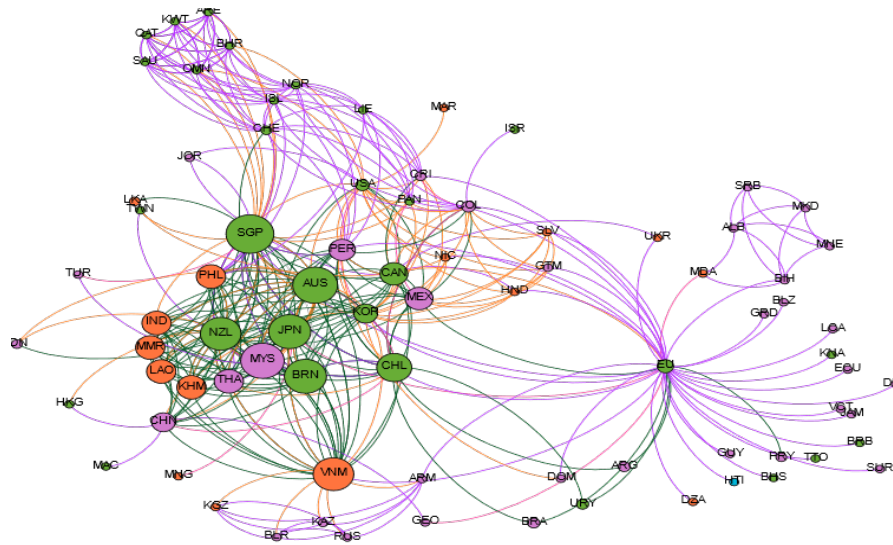 ARE
KWT
QAT
BHR
SAU
OMN
NOR
ISL
LIE
MAR
CHE
ISR
JOR
CRI
USA
SRB
PAN
COL
LKA
TWN
MKD
SGP
ALB
SLV
UKR
MNE
PER
NIC
GTM
TUR
PHL
CAN
MDA
BIH
AUS
HND
MEX
BLZ
KOR
GRD
IND
NZL
JPN
LCA
MMR
MYS
KNA
LAO
THA
BRN
CHL
EU
ECU
KHM
HKG
VCT
JAM
CHN
BRB
GUY
PRY
TTO
MAC
MNG
VNM
ARM
DOM
ARG
HTI
BHS
SUR
KGZ
URY
DZA
KAZ
GEO
BRA
BLR
RUS